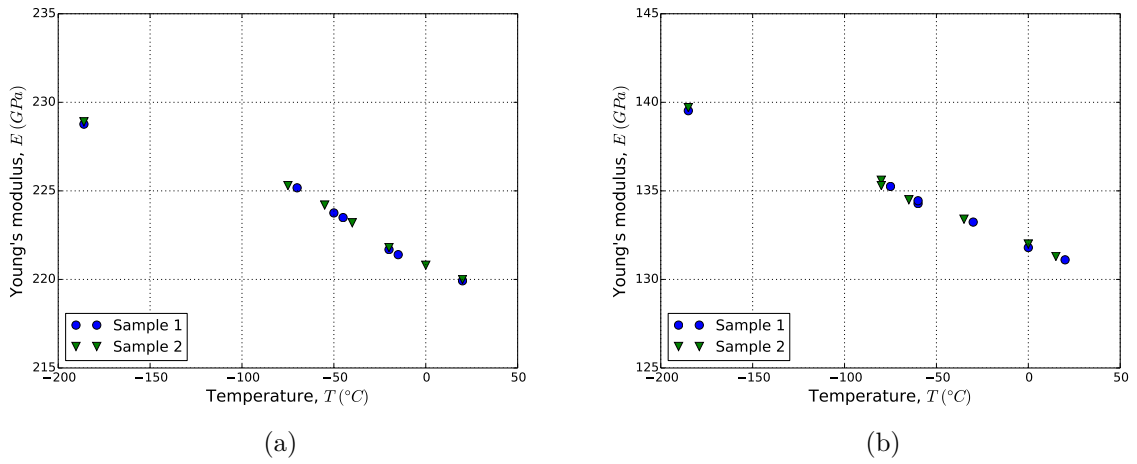 235
230
225
220
215
−200
−150
−100
−50
0
50
Young's modulus, E (GPa)
Temperature, T (°C)
Sample 1
Sample 2
(a)
145
140
135
130
125
−200
−150
−100
−50
0
50
Young's modulus, E (GPa)
Temperature, T (°C)
Sample 1
Sample 2
(b)